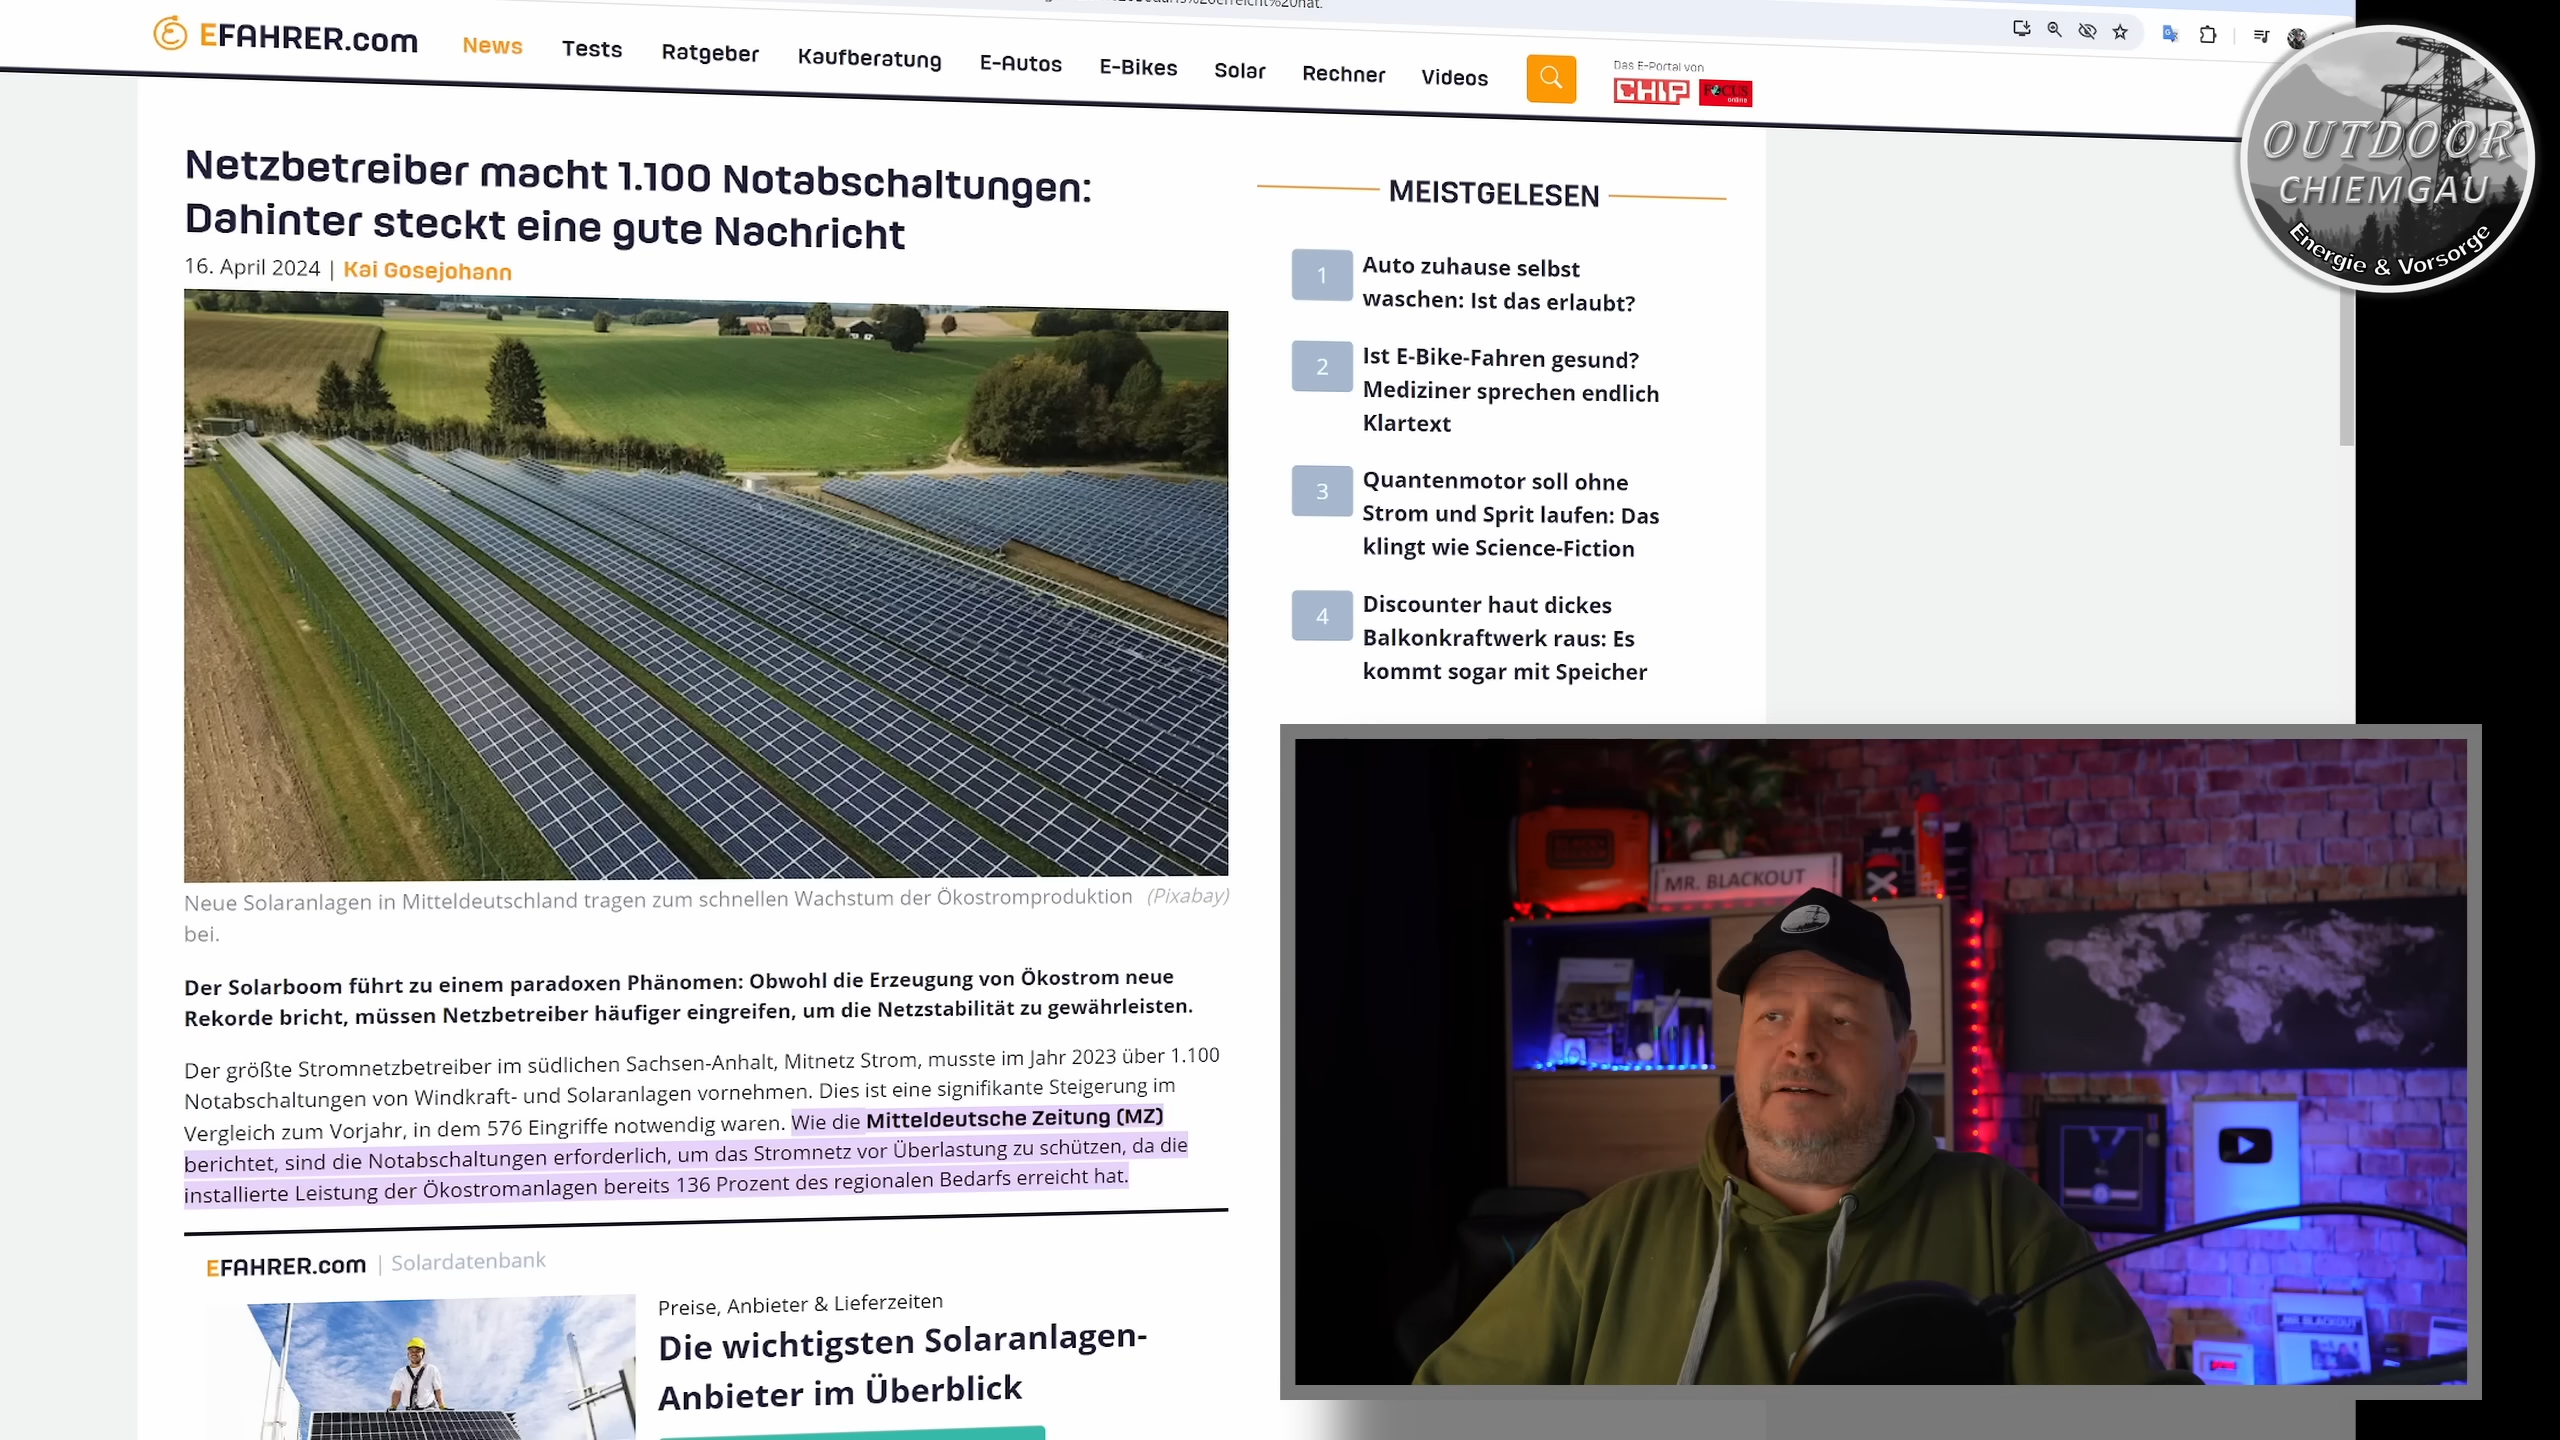 EFAHRER.com
News
Tests
Ratgeber
Kaufberatung
E-Autos
E-Bikes
Solar
Rechner
Videos
Das E-Portal von
CHIP
FOCUS
online
OUTDOOR
CHIEMGAU
Energie & Vorsorge
Netzbetreiber macht 1.100 Notabschaltungen:
Dahinter steckt eine gute Nachricht
16. April 2024 | Kai Gosejohann
Neue Solaranlagen in Mitteldeutschland tragen zum schnellen Wachstum der Ökostromproduktion (Pixabay)
bei.
Der Solarboom führt zu einem paradoxen Phänomen: Obwohl die Erzeugung von Ökostrom neue
Rekorde bricht, müssen Netzbetreiber häufiger eingreifen, um die Netzstabilität zu gewährleisten.
Der größte Stromnetzbetreiber im südlichen Sachsen-Anhalt, Mitnetz Strom, musste im Jahr 2023 über 1.100
Notabschaltungen von Windkraft- und Solaranlagen vornehmen. Dies ist eine signifikante Steigerung im
Vergleich zum Vorjahr, in dem 576 Eingriffe notwendig waren. Wie die Mitteldeutsche Zeitung (MZ)
berichtet, sind die Notabschaltungen erforderlich, um das Stromnetz vor Überlastung zu schützen, da die
installierte Leistung der Ökostromanlagen bereits 136 Prozent des regionalen Bedarfs erreicht hat.
EFAHRER.com | Solardatenbank
Preise, Anbieter & Lieferzeiten
Die wichtigsten Solaranlagen-
Anbieter im Überblick
MEISTGELESEN
1
Auto zuhause selbst
waschen: Ist das erlaubt?
2
Ist E-Bike-Fahren gesund?
Mediziner sprechen endlich
Klartext
3
Quantenmotor soll ohne
Strom und Sprit laufen: Das
klingt wie Science-Fiction
4
Discounter haut dickes
Balkonkraftwerk raus: Es
kommt sogar mit Speicher
MR. BLACKOUT
MR. BLACKOUT